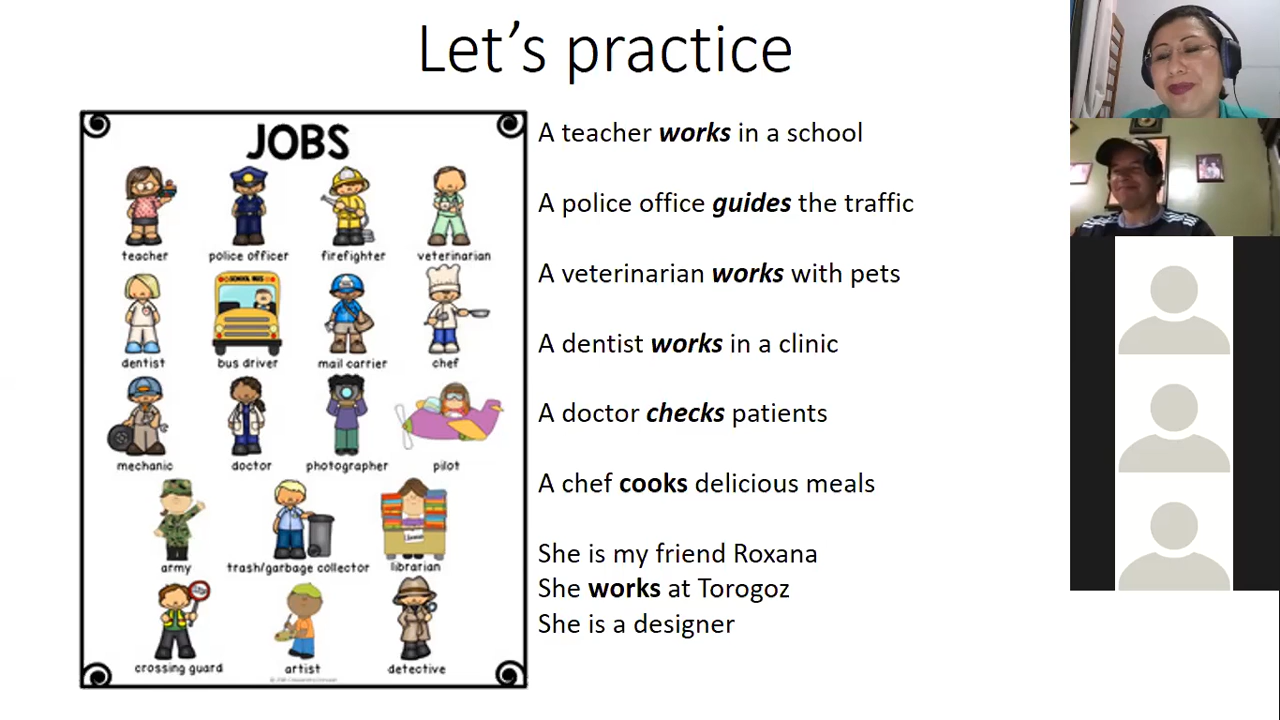 Let's practice
JOBS
teacher
police officer
firefighter
veterinarian
SCHOOL BUS
dentist
bus driver
mail carrier
chef
mechanic
doctor
photographer
pilot
army
trash/garbage collector
librarian
STOP
crossing guard
artist
detective
A teacher works in a school
A police office guides the traffic
A veterinarian works with pets
A dentist works in a clinic
A doctor checks patients
A chef cooks delicious meals
She is my friend Roxana
She works at Torogoz
She is a designer